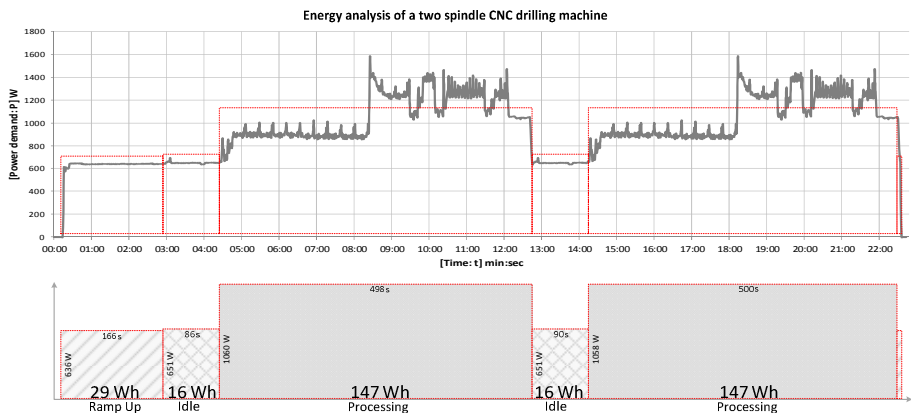 Energy analysis of a two spindle CNC drilling machine
[Power demand: P] W
1800
1600
1400
1200
1000
800
600
400
200
0
00:00 01:00 02:00 03:00 04:00 05:00 06:00 07:00 08:00 09:00 10:00 11:00 12:00 13:00 14:00 15:00 16:00 17:00 18:00 19:00 20:00 21:00 22:00
[Time: t] min:sec
166s 86s 498s 90s 500s
636 W 651 W 1060 W 651 W 1058 W
29 Wh 16 Wh 147 Wh 16 Wh 147 Wh
Ramp Up Idle Processing Idle Processing